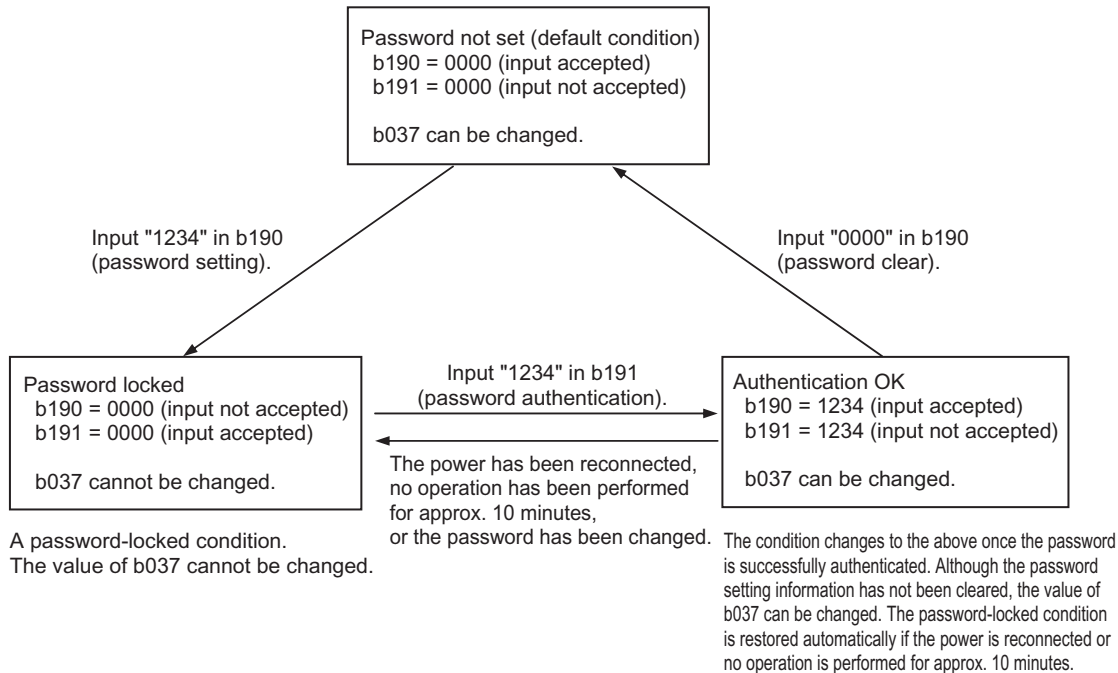 Password not set (default condition)
b190 = 0000 (input accepted)
b191 = 0000 (input not accepted)
b037 can be changed.
Input "1234" in b190
(password setting).
Input "0000" in b190
(password clear).
Password locked
b190 = 0000 (input not accepted)
b191 = 0000 (input accepted)
b037 cannot be changed.
Input "1234" in b191
(password authentication).
The power has been reconnected,
no operation has been performed
for approx. 10 minutes,
or the password has been changed.
Authentication OK
b190 = 1234 (input accepted)
b191 = 1234 (input not accepted)
b037 can be changed.
A password-locked condition.
The value of b037 cannot be changed.
The condition changes to the above once the password
is successfully authenticated. Although the password
setting information has not been cleared, the value of
b037 can be changed. The password-locked condition
is restored automatically if the power is reconnected or
no operation is performed for approx. 10 minutes.